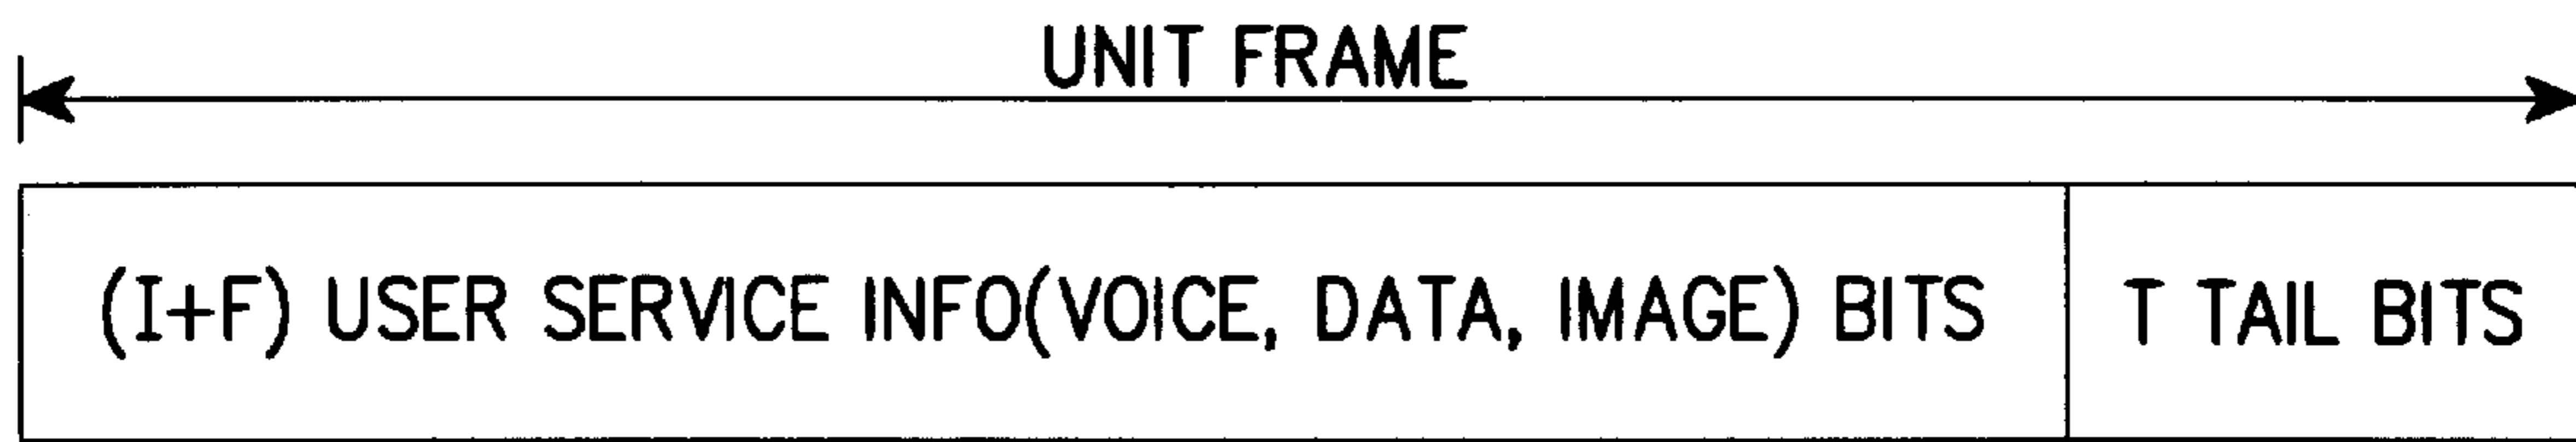 UNIT FRAME
(I+F) USER SERVICE INFO(VOICE, DATA, IMAGE) BITS
T TAIL BITS